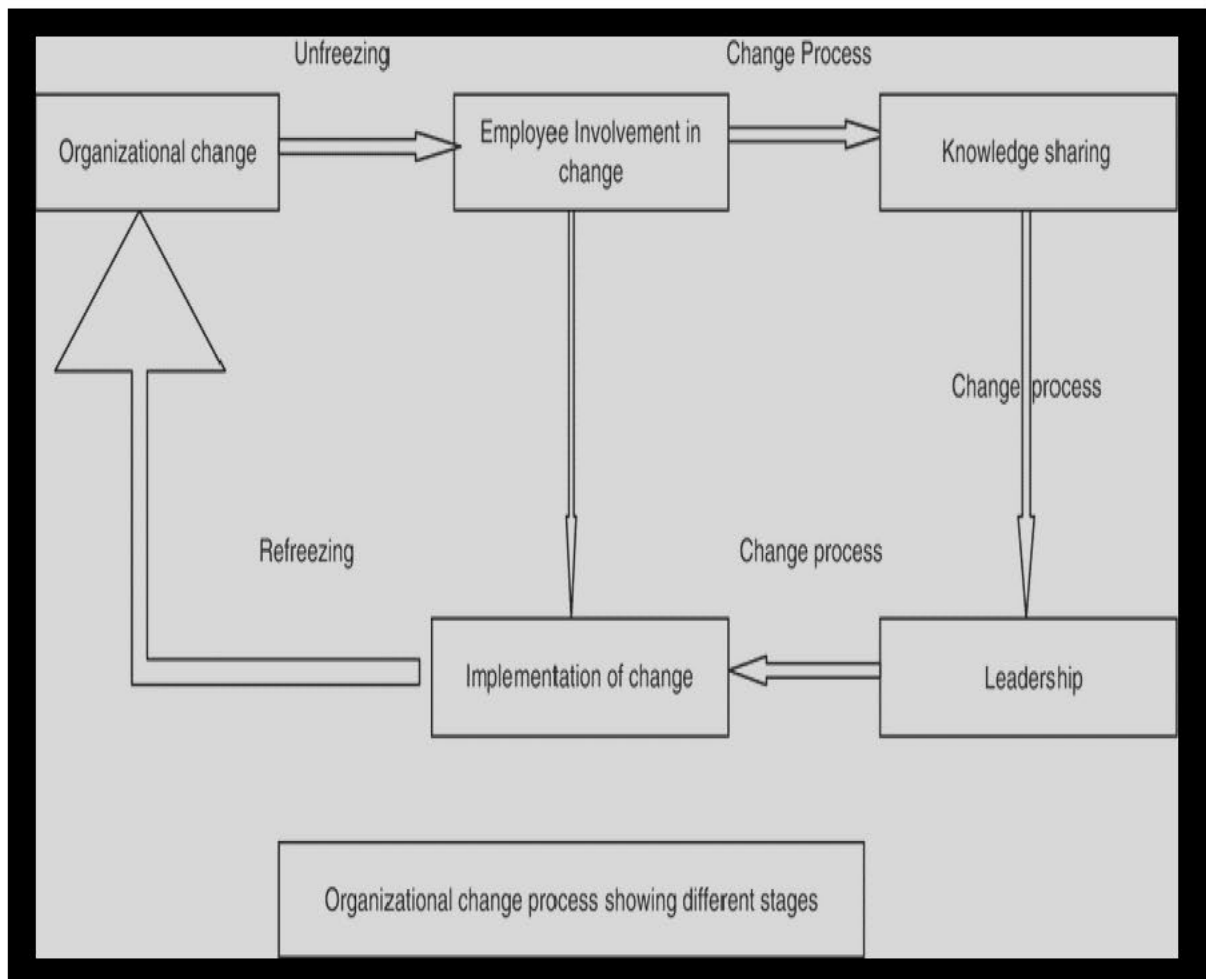 Unfreezing
Change Process
Organizational change
Employee Involvement in
change
Knowledge sharing
Change process
Refreezing
Change process
Implementation of change
Leadership
Organizational change process showing different stages